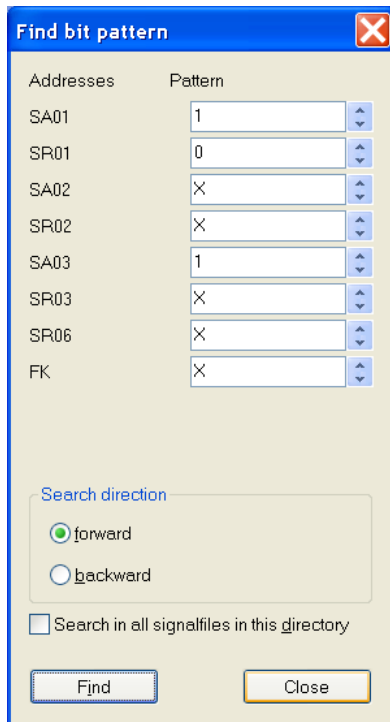 Find bit pattern
Addresses Pattern
SA01 1
SR01 0
SA02 X
SR02 X
SA03 1
SR03 X
SR06 X
FK X
Search direction
forward
backward
Search in all signalfiles in this directory
Find Close